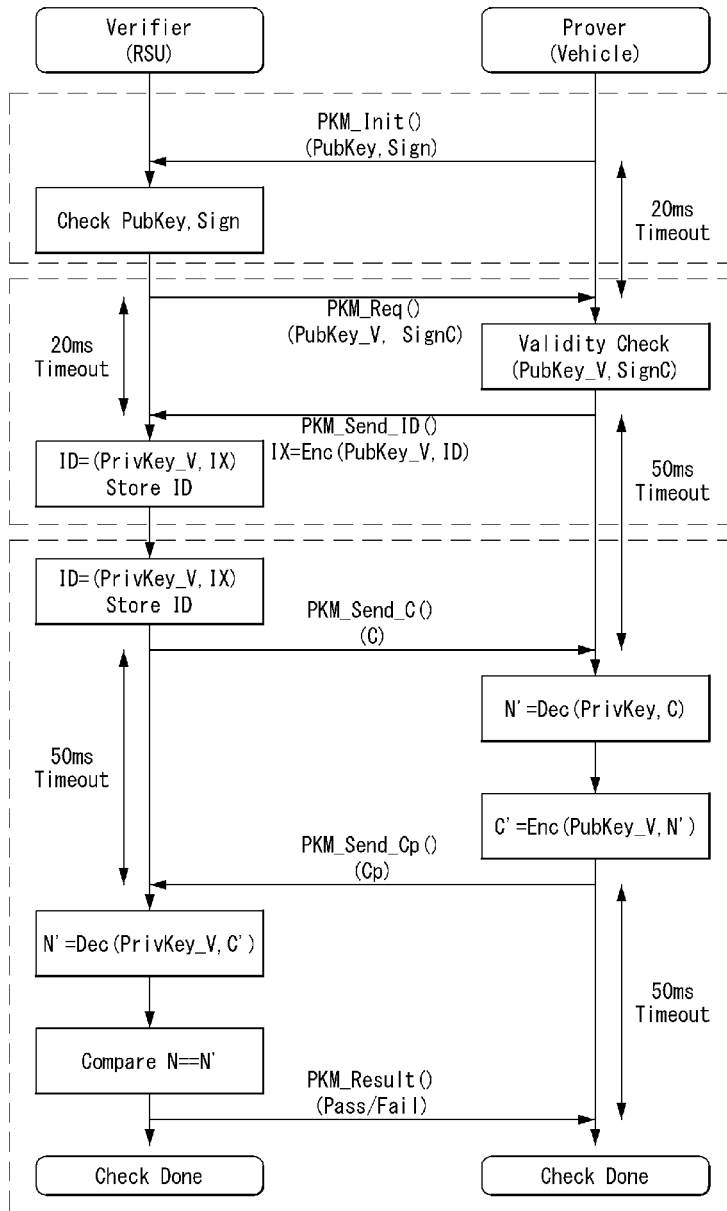 Verifier
(RSU)
Prover
(Vehicle)
PKM_Init()
(PubKey,Sign)
Check PubKey,Sign
20ms
Timeout
PKM_Req()
(PubKey_V, SignC)
20ms
Timeout
Validity Check
(PubKey_V,SignC)
PKM_Send_ID()
IX=Enc(PubKey_V,ID)
ID=(PrivKey_V,IX)
Store ID
50ms
Timeout
ID=(PrivKey_V,IX)
Store ID
PKM_Send_C()
(C)
N'=Dec(PrivKey,C)
50ms
Timeout
C'=Enc(PubKey_V,N')
PKM_Send_Cp()
(Cp)
N'=Dec(PrivKey_V,C')
50ms
Timeout
Compare N==N'
PKM_Result()
(Pass/Fail)
Check Done
Check Done